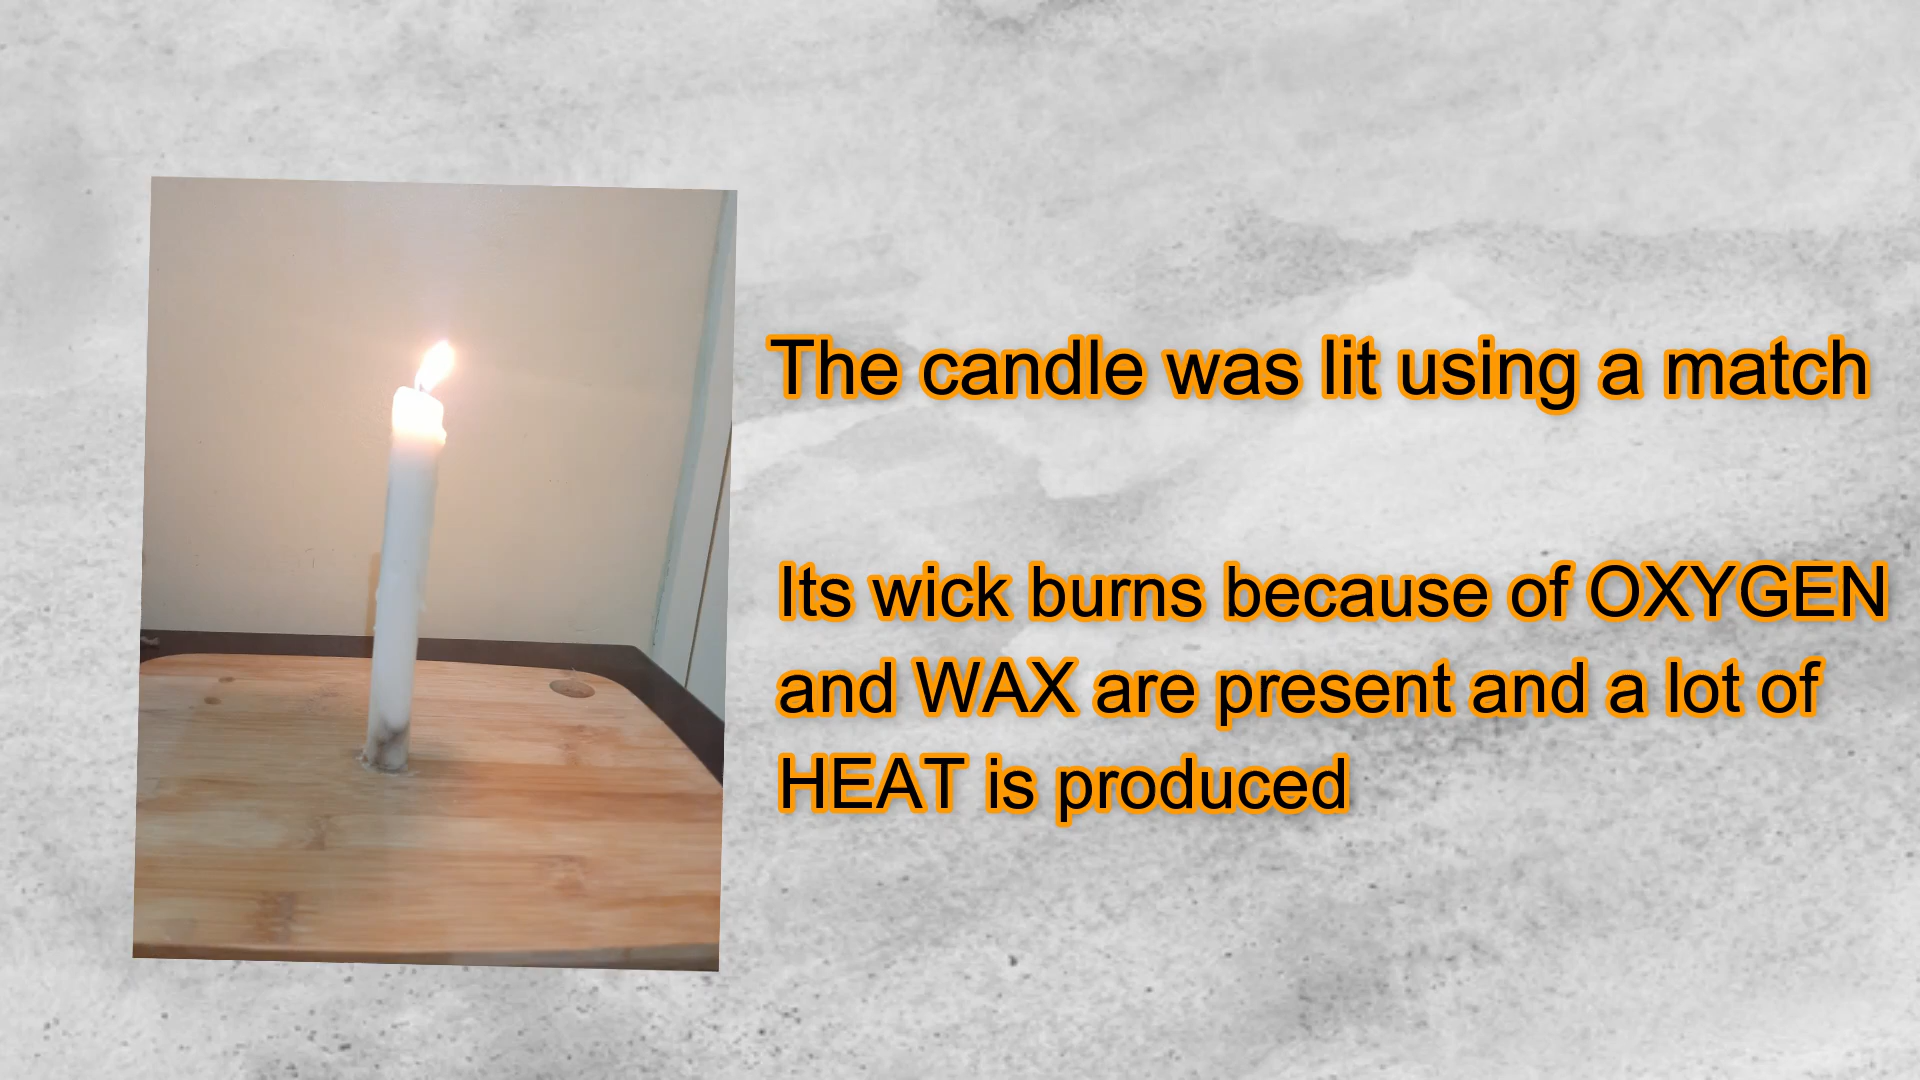 The candle was lit using a match
Its wick burns because of OXYGEN
and WAX are present and a lot of
HEAT is produced